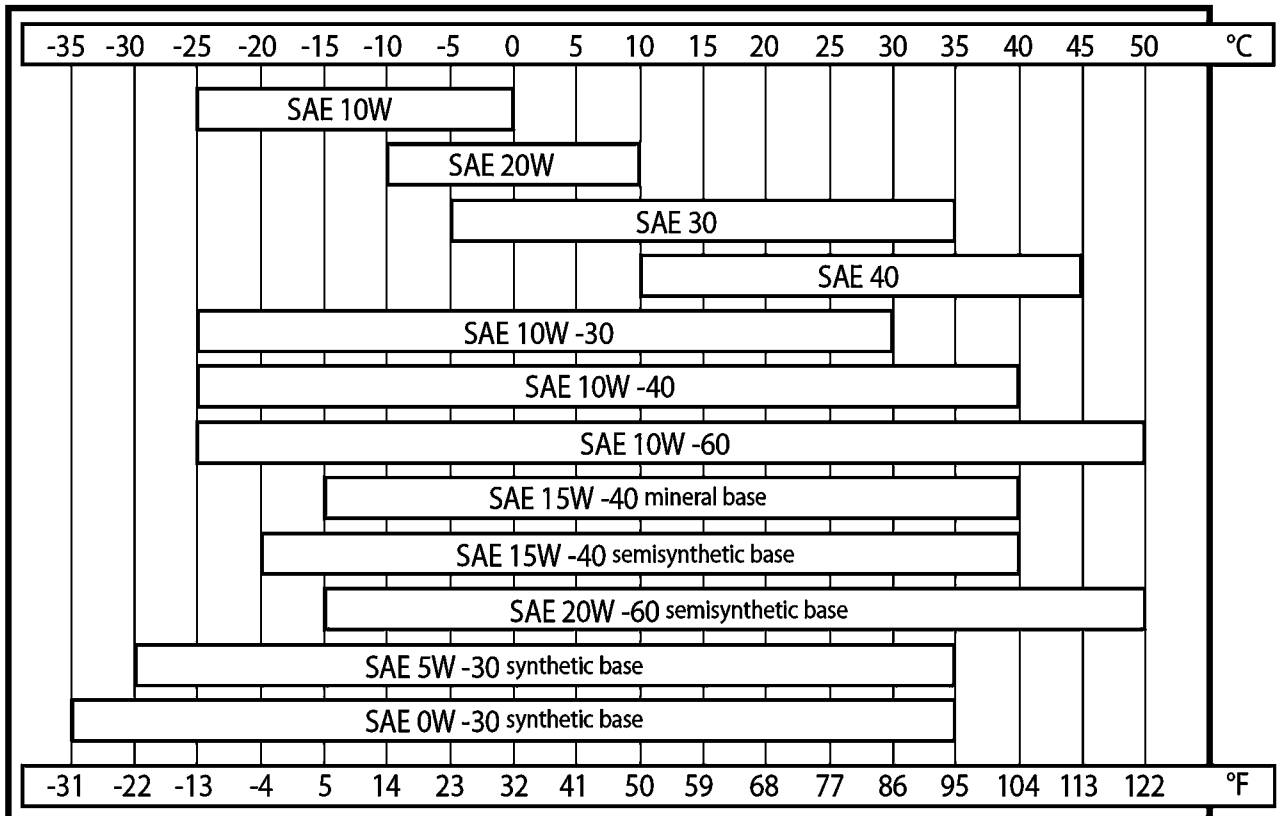 -35 -30 -25 -20 -15 -10 -5 0 5 10 15 20 25 30 35 40 45 50 °C
SAE 10W
SAE 20W
SAE 30
SAE 40
SAE 10W -30
SAE 10W -40
SAE 10W -60
SAE 15W -40 mineral base
SAE 15W -40 semisynthetic base
SAE 20W -60 semisynthetic base
SAE 5W -30 synthetic base
SAE 0W -30 synthetic base
-31 -22 -13 -4 5 14 23 32 41 50 59 68 77 86 95 104 113 122 °F